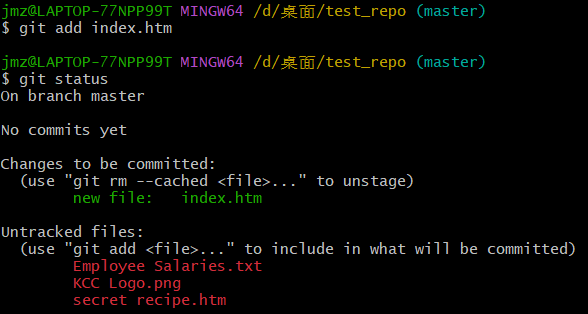 jmz@LAPTOP-77NPP99T MINGW64 /d/桌面/test_repo (master)
$ git add index.htm

jmz@LAPTOP-77NPP99T MINGW64 /d/桌面/test_repo (master)
$ git status
On branch master

No commits yet

Changes to be committed:
  (use "git rm --cached <file>..." to unstage)
        new file:   index.htm

Untracked files:
  (use "git add <file>..." to include in what will be committed)
        Employee Salaries.txt
        KCC Logo.png
        secret recipe.htm